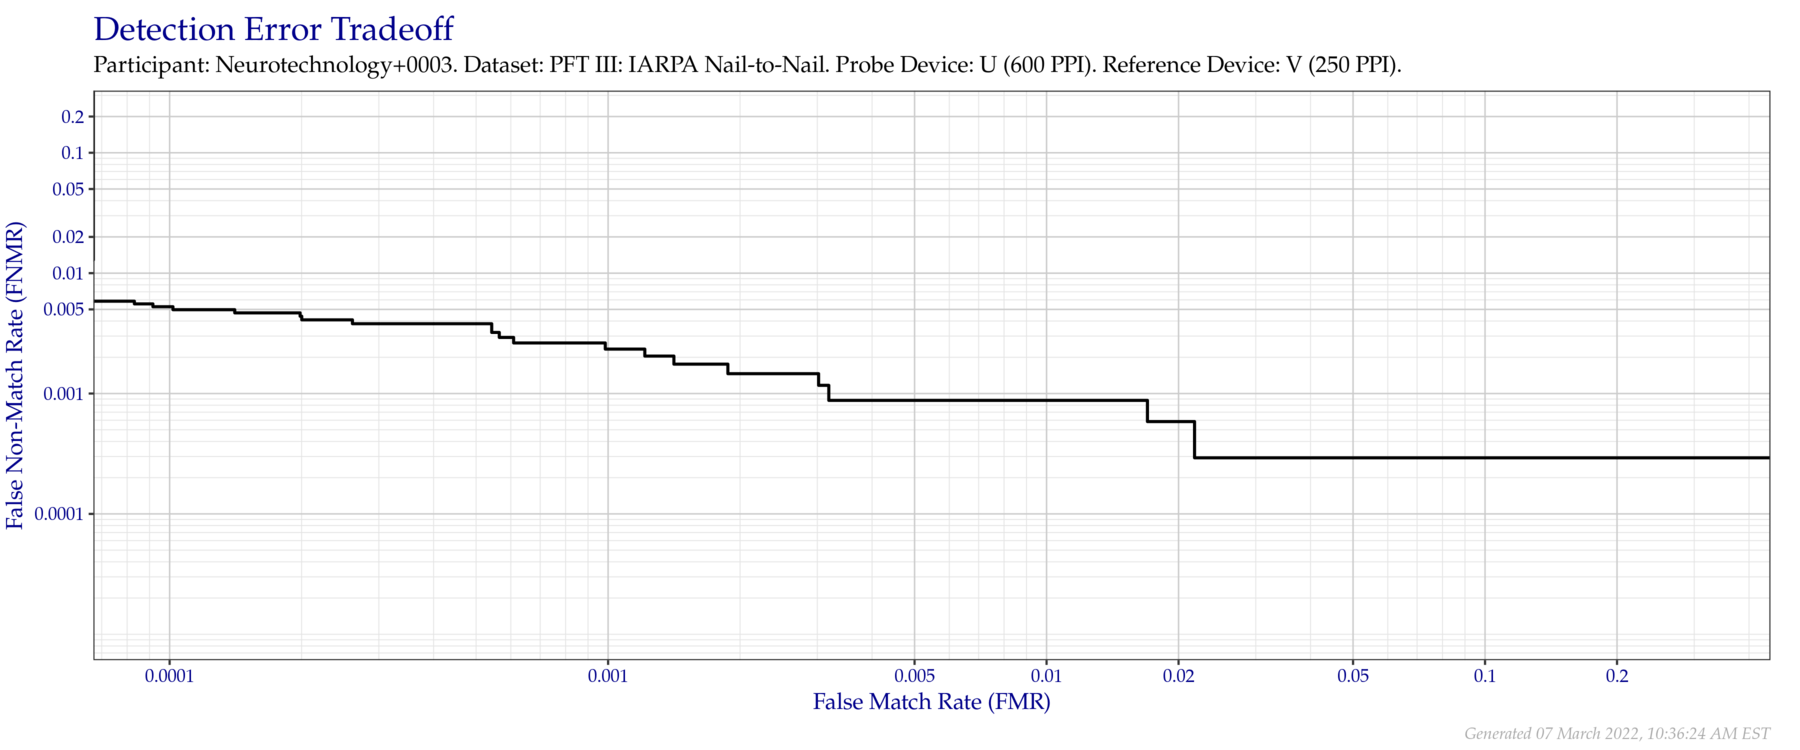 Detection Error Tradeoff
Participant: Neurotechnology+0003. Dataset: PFT III: IARPA Nail-to-Nail. Probe Device: U (600 PPI). Reference Device: V (250 PPI).
False Non-Match Rate (FNMR)
0.2
0.1
0.05
0.02
0.01
0.005
0.001
0.0001
0.0001 0.001 0.005 0.01 0.02 0.05 0.1 0.2
False Match Rate (FMR)
Generated 07 March 2022, 10:36:24 AM EST